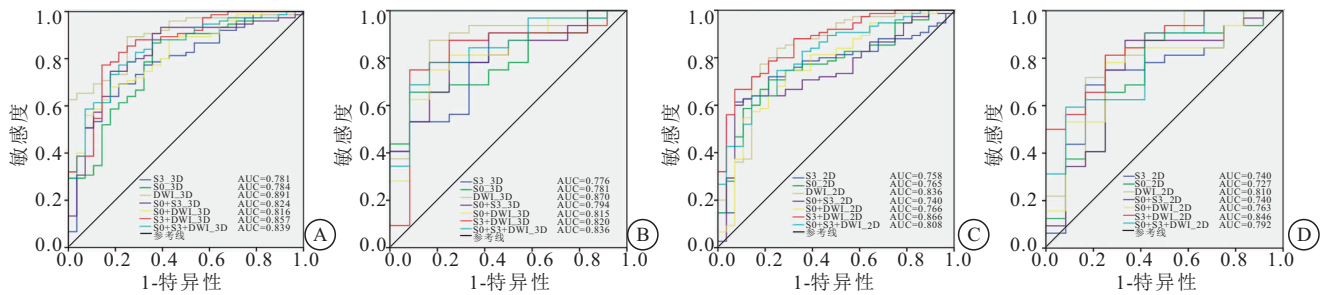 1.0
0.8
0.6
0.4
0.2
0.0
敏感度
S3_3D AUC=0.781
S0_3D AUC=0.784
DWI_3D AUC=0.891
S0+S3_3D AUC=0.824
S0+DWI_3D AUC=0.816
S3+DWI_3D AUC=0.857
S0+S3+DWI_3D AUC=0.839
参考线
A
0.0 0.2 0.4 0.6 0.8 1.0
1-特异性
1.0
0.8
0.6
0.4
0.2
0.0
敏感度
S3_3D AUC=0.776
S0_3D AUC=0.781
DWI_3D AUC=0.870
S0+S3_3D AUC=0.794
S0+DWI_3D AUC=0.815
S3+DWI_3D AUC=0.820
S0+S3+DWI_3D AUC=0.836
参考线
B
0.0 0.2 0.4 0.6 0.8 1.0
1-特异性
1.0
0.8
0.6
0.4
0.2
0.0
敏感度
S3_2D AUC=0.758
S0_2D AUC=0.765
DWI_2D AUC=0.836
S0+S3_2D AUC=0.740
S0+DWI_2D AUC=0.766
S3+DWI_2D AUC=0.866
S0+S3+DWI_2D AUC=0.808
参考线
C
0.0 0.2 0.4 0.6 0.8 1.0
1-特异性
1.0
0.8
0.6
0.4
0.2
0.0
敏感度
S3_2D AUC=0.740
S0_2D AUC=0.727
DWI_2D AUC=0.810
S0+S3_2D AUC=0.740
S0+DWI_2D AUC=0.763
S3+DWI_2D AUC=0.846
S0+S3+DWI_2D AUC=0.792
参考线
D
0.0 0.2 0.4 0.6 0.8 1.0
1-特异性